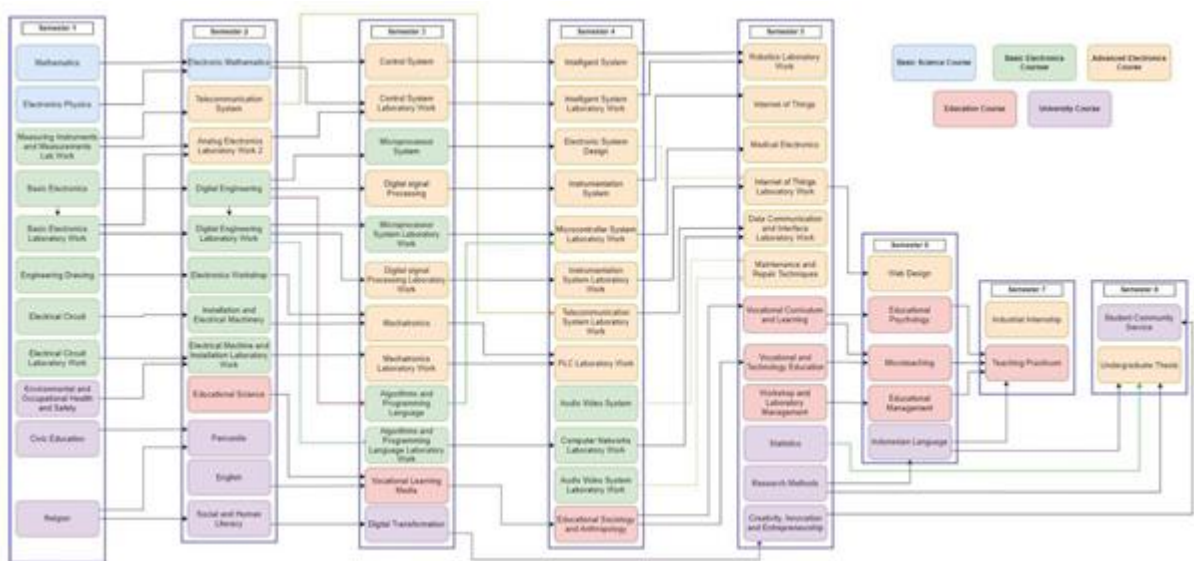 Semester 1
Mathematics
Electronics Physics
Measuring Instruments
and Measurements
Lab Work
Basic Electronics
Basic Electronics
Laboratory Work
Engineering Drawing
Electrical Circuit
Electrical Circuit
Laboratory Work
Environmental and
Occupational Health
and Safety
Civic Education
Religion
Semester 2
Electronic Mathematics
Telecommunication
System
Analog Electronics
Laboratory Work 2
Digital Engineering
Digital Engineering
Laboratory Work
Electronics Workshop
Installation and
Electrical Machinery
Electrical Machine and
Installation Laboratory
Work
Educational Science
English
Social and Human
Literacy
Semester 3
Control System
Control System
Laboratory Work
Microprocessor
System
Digital signal
Processing
Microprocessor
System Laboratory
Work
Digital signal
Processing Laboratory
Work
Mechatronics
Mechatronics
Laboratory Work
Algorithms and
Programming
Language
Algorithms and
Programming
Language Laboratory
Work
Vocational Learning
Media
Digital Transformation
Semester 4
Intelligent System
Intelligent System
Laboratory Work
Electronic System
Design
Instrumentation
System
Microcontroller System
Laboratory Work
Instrumentation
System Laboratory
Work
Telecommunication
System Laboratory
Work
PLC Laboratory Work
Audio Video System
Computer Networks
Laboratory Work
Audio Video System
Laboratory Work
Educational Sociology
and Anthropology
Semester 5
Robotics Laboratory
Work
Internet of Things
Medical Electronics
Internet of Things
Laboratory Work
Data Communication
and Interface
Laboratory Work
Maintenance and
Repair Techniques
Vocational Curriculum
and Learning
Vocational and
Technology Education
Workshop and
Laboratory
Management
Statistics
Research Methods
Creativity, Innovation
and Entrepreneurship
Semester 6
Web Design
Educational
Psychology
Microteaching
Educational
Management
Indonesian Language
Semester 7
Industrial Internship
Teaching Practicum
Semester 8
Student Community
Service
Undergraduate Thesis
Basic Science Course
Basic Electronics
Advanced Electronics
Course
Education Course
University Course